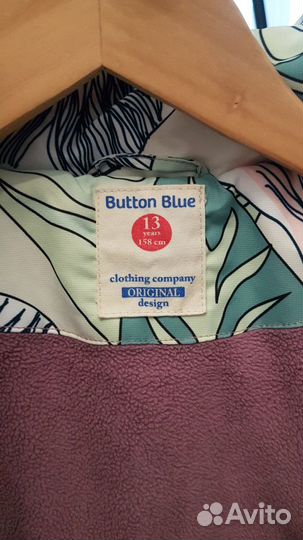 Button Blue
13
years
158 cm
clothing company
ORIGINAL
design
Avito